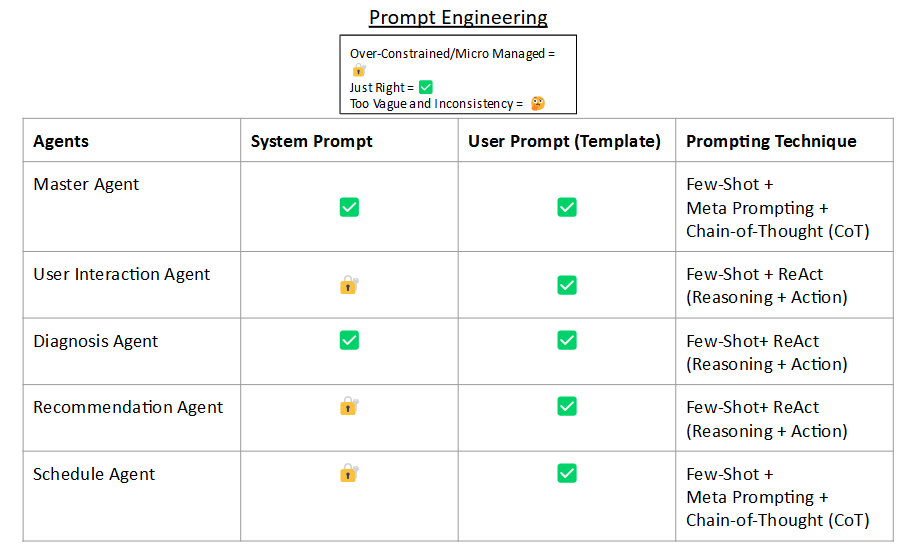 Prompt Engineering
Over-Constrained/Micro Managed =
🔐
Just Right = ✅
Too Vague and Inconsistency = 🤔
Agents System Prompt User Prompt (Template) Prompting Technique
Master Agent ✅ ✅ Few-Shot +
Meta Prompting +
Chain-of-Thought (CoT)
User Interaction Agent 🔐 ✅ Few-Shot + ReAct
(Reasoning + Action)
Diagnosis Agent ✅ ✅ Few-Shot+ ReAct
(Reasoning + Action)
Recommendation Agent 🔐 ✅ Few-Shot+ ReAct
(Reasoning + Action)
Schedule Agent 🔐 ✅ Few-Shot +
Meta Prompting +
Chain-of-Thought (CoT)